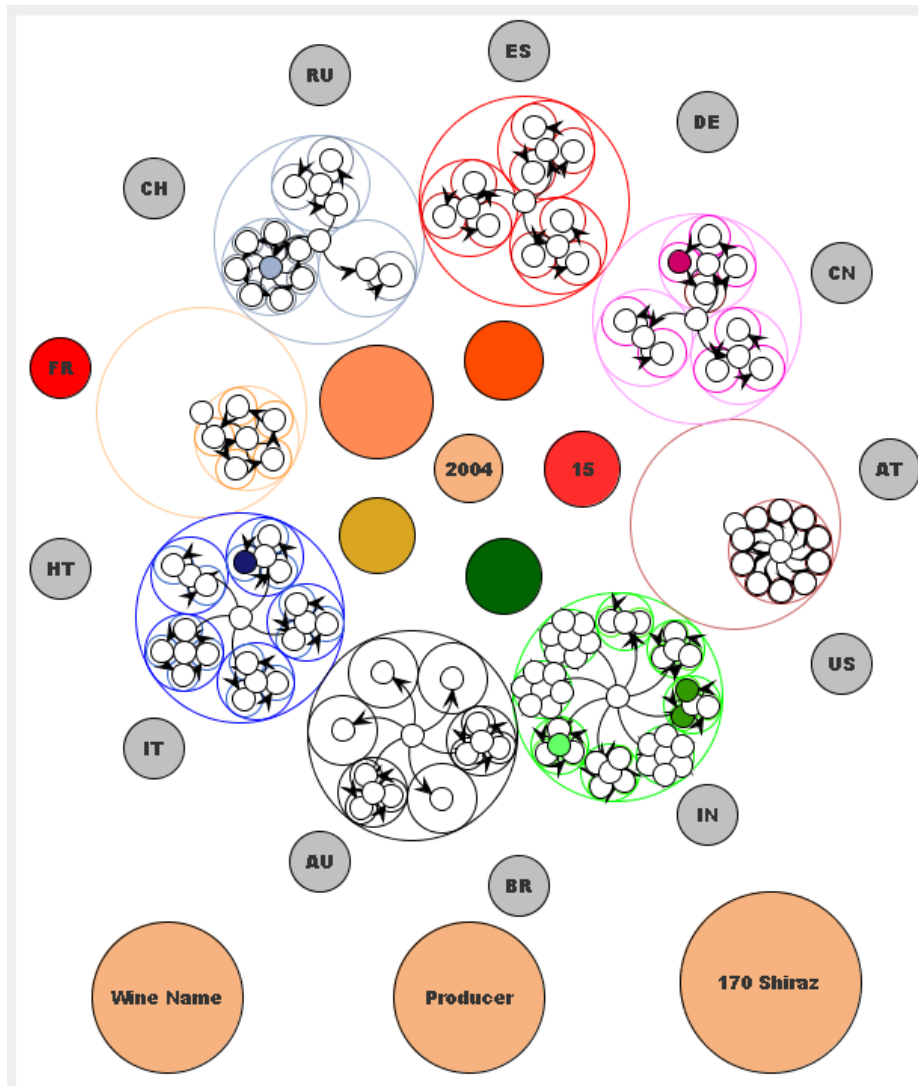 ES
RU
DE
CH
CN
FR
2004
15
AT
HT
US
IT
IN
AU
BR
Wine Name
Producer
170 Shiraz